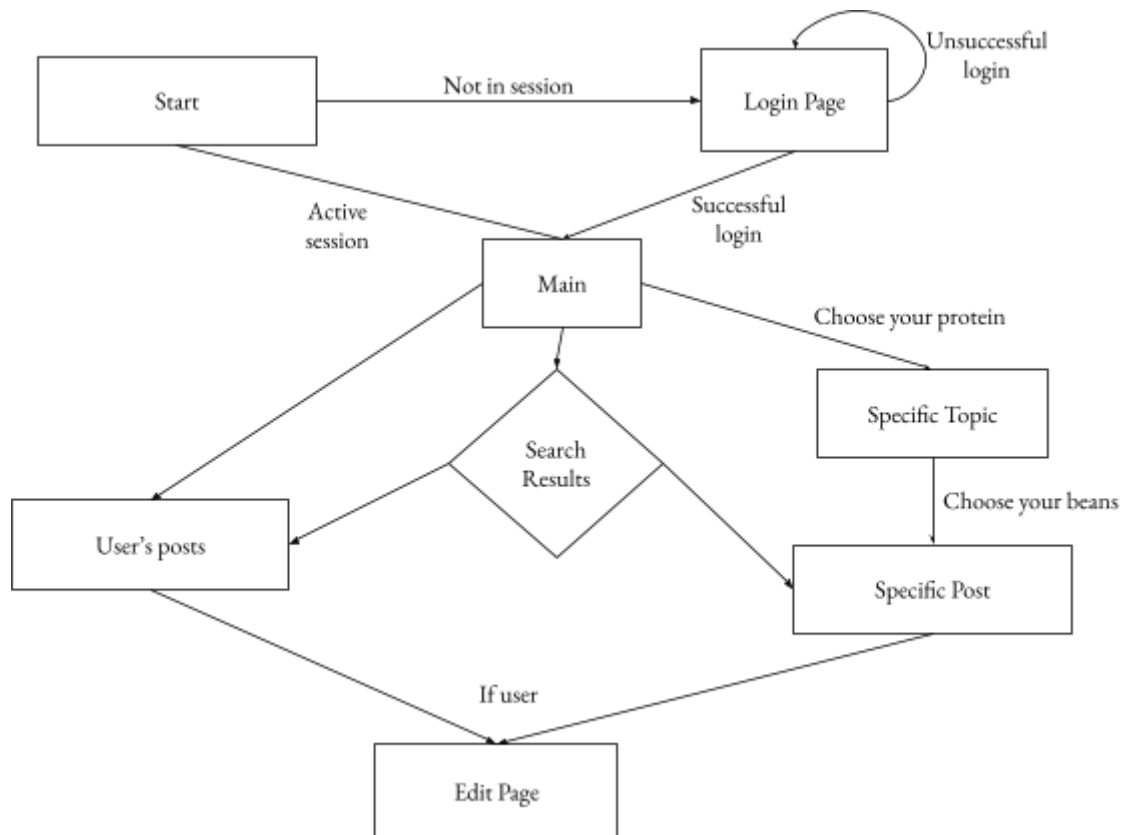 Unsuccessful
login
Not in session
Start
Login Page
Active
session
Successful
login
Main
Choose your protein
Specific Topic
Search
Results
Choose your beans
User’s posts
Specific Post
If user
Edit Page